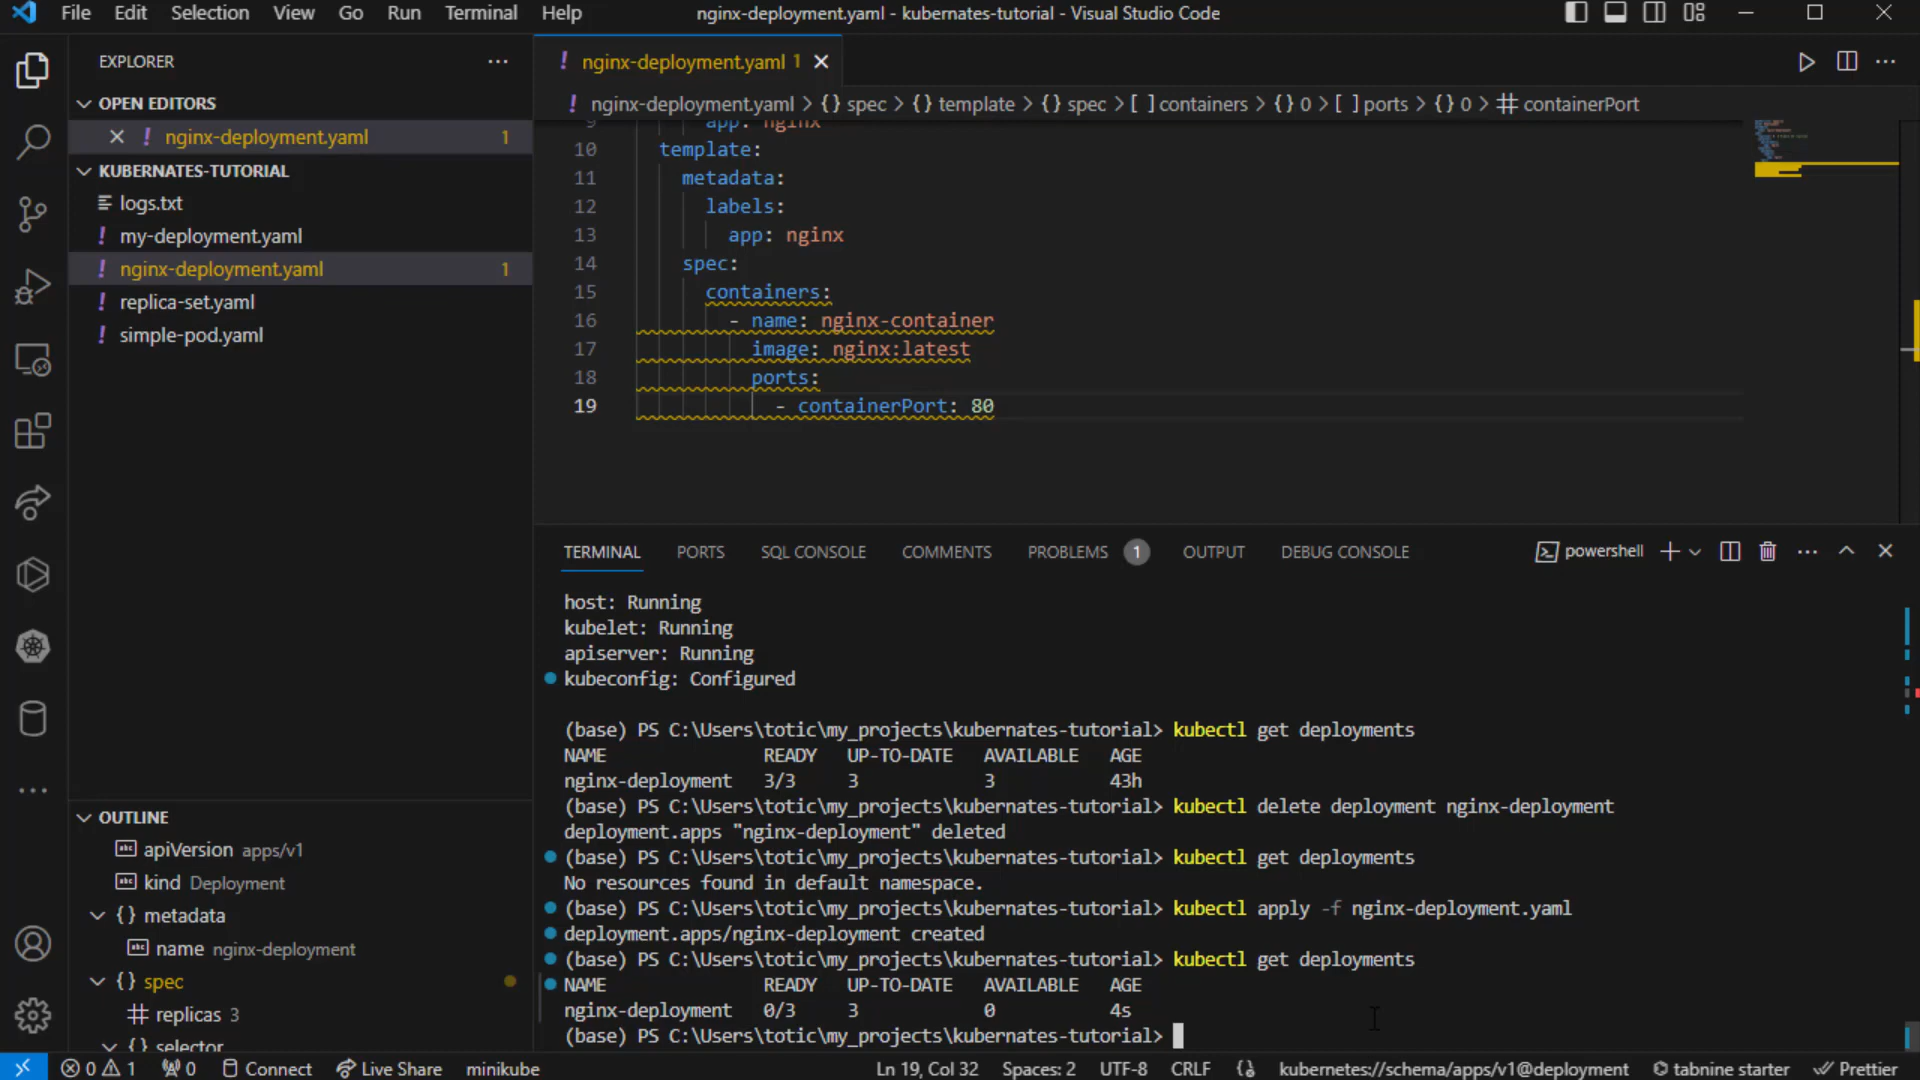 File Edit Selection View Go Run Terminal Help
nginx-deployment.yaml - kubernates-tutorial - Visual Studio Code
EXPLORER
OPEN EDITORS
nginx-deployment.yaml 1
KUBERNATES-TUTORIAL
logs.txt
my-deployment.yaml
nginx-deployment.yaml 1
replica-set.yaml
simple-pod.yaml
OUTLINE
apiVersion apps/v1
kind Deployment
{} metadata
name nginx-deployment
{} spec
replicas 3
{} selector
nginx-deployment.yaml 1
nginx-deployment.yaml > {} spec > {} template > {} spec > [ ] containers > {} 0 > [ ] ports > {} 0 > containerPort
9 app: nginx
10 template:
11 metadata:
12 labels:
13 app: nginx
14 spec:
15 containers:
16 - name: nginx-container
17 image: nginx:latest
18 ports:
19 - containerPort: 80
TERMINAL PORTS SQL CONSOLE COMMENTS PROBLEMS 1 OUTPUT DEBUG CONSOLE
powershell
host: Running
kubelet: Running
apiserver: Running
kubeconfig: Configured
(base) PS C:\Users\totic\my_projects\kubernates-tutorial> kubectl get deployments
NAME READY UP-TO-DATE AVAILABLE AGE
nginx-deployment 3/3 3 3 43h
(base) PS C:\Users\totic\my_projects\kubernates-tutorial> kubectl delete deployment nginx-deployment
deployment.apps "nginx-deployment" deleted
(base) PS C:\Users\totic\my_projects\kubernates-tutorial> kubectl get deployments
No resources found in default namespace.
(base) PS C:\Users\totic\my_projects\kubernates-tutorial> kubectl apply -f nginx-deployment.yaml
deployment.apps/nginx-deployment created
(base) PS C:\Users\totic\my_projects\kubernates-tutorial> kubectl get deployments
NAME READY UP-TO-DATE AVAILABLE AGE
nginx-deployment 0/3 3 0 4s
(base) PS C:\Users\totic\my_projects\kubernates-tutorial>
0 1 0 Connect Live Share minikube Ln 19, Col 32 Spaces: 2 UTF-8 CRLF kubernetes://schema/apps/v1@deployment tabnine starter Prettier